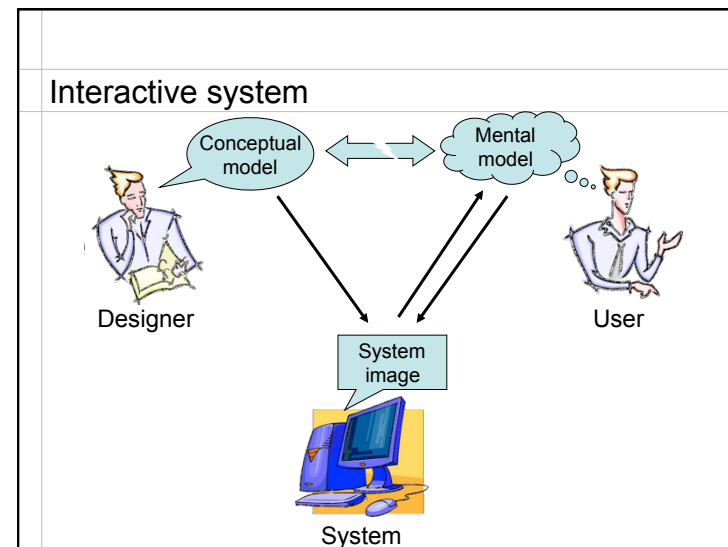 Interactive system
Conceptual
model
Mental
model
Designer
User
System
image
System